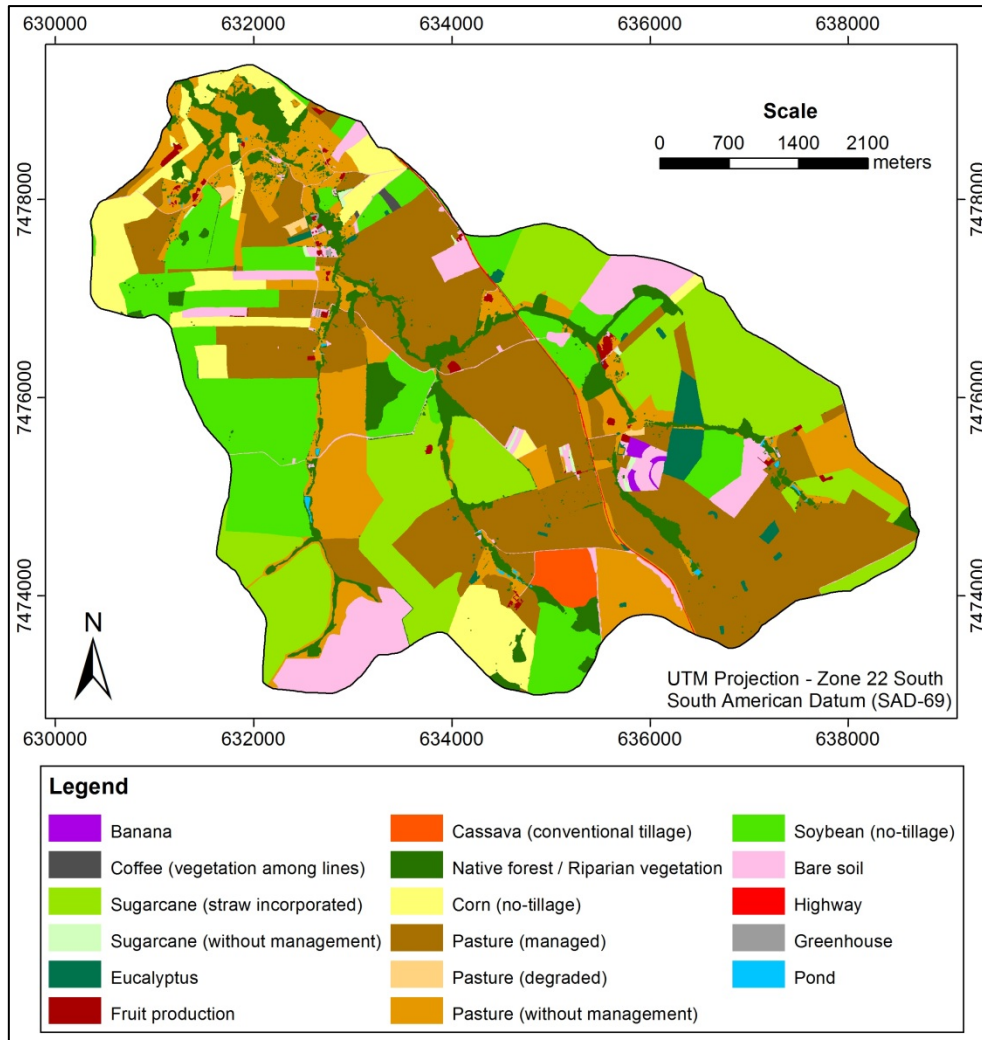 630000 632000 634000 636000 638000
Scale
0 700 1400 2100
meters
7478000 7478000
7476000 7476000
7474000 7474000
N
UTM Projection - Zone 22 South
South American Datum (SAD-69)
630000 632000 634000 636000 638000
Legend
Banana
Coffee (vegetation among lines)
Sugarcane (straw incorporated)
Sugarcane (without management)
Eucalyptus
Fruit production
Cassava (conventional tillage)
Native forest / Riparian vegetation
Corn (no-tillage)
Pasture (managed)
Pasture (degraded)
Pasture (without management)
Soybean (no-tillage)
Bare soil
Highway
Greenhouse
Pond